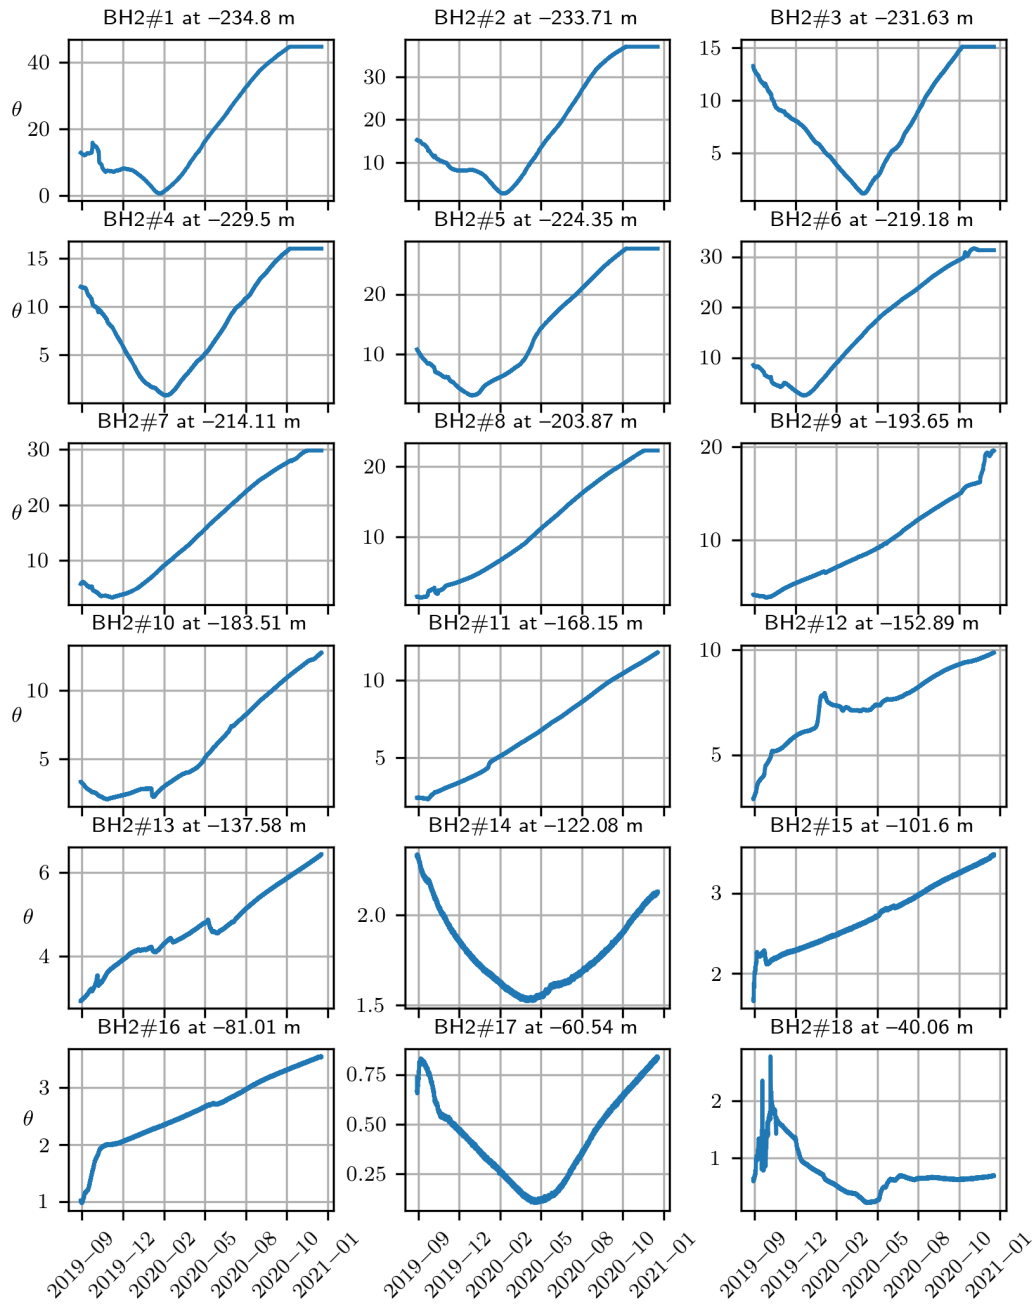 BH2#1 at −234.8 m BH2#2 at −233.71 m BH2#3 at −231.63 m
θ 40 20 0
30 20 10
15 10 5
BH2#4 at −229.5 m BH2#5 at −224.35 m BH2#6 at −219.18 m
θ 15 10 5
20 10
30 20 10
BH2#7 at −214.11 m BH2#8 at −203.87 m BH2#9 at −193.65 m
θ 30 20 10
20 10
20 10
BH2#10 at −183.51 m BH2#11 at −168.15 m BH2#12 at −152.89 m
θ 10 5
10 5
10 5
BH2#13 at −137.58 m BH2#14 at −122.08 m BH2#15 at −101.6 m
θ 6 4
2.0 1.5
3 2
BH2#16 at −81.01 m BH2#17 at −60.54 m BH2#18 at −40.06 m
θ 3 2 1
0.75 0.50 0.25
2 1
2019−09 2019−12 2020−02 2020−05 2020−08 2020−10 2021−01
2019−09 2019−12 2020−02 2020−05 2020−08 2020−10 2021−01
2019−09 2019−12 2020−02 2020−05 2020−08 2020−10 2021−01